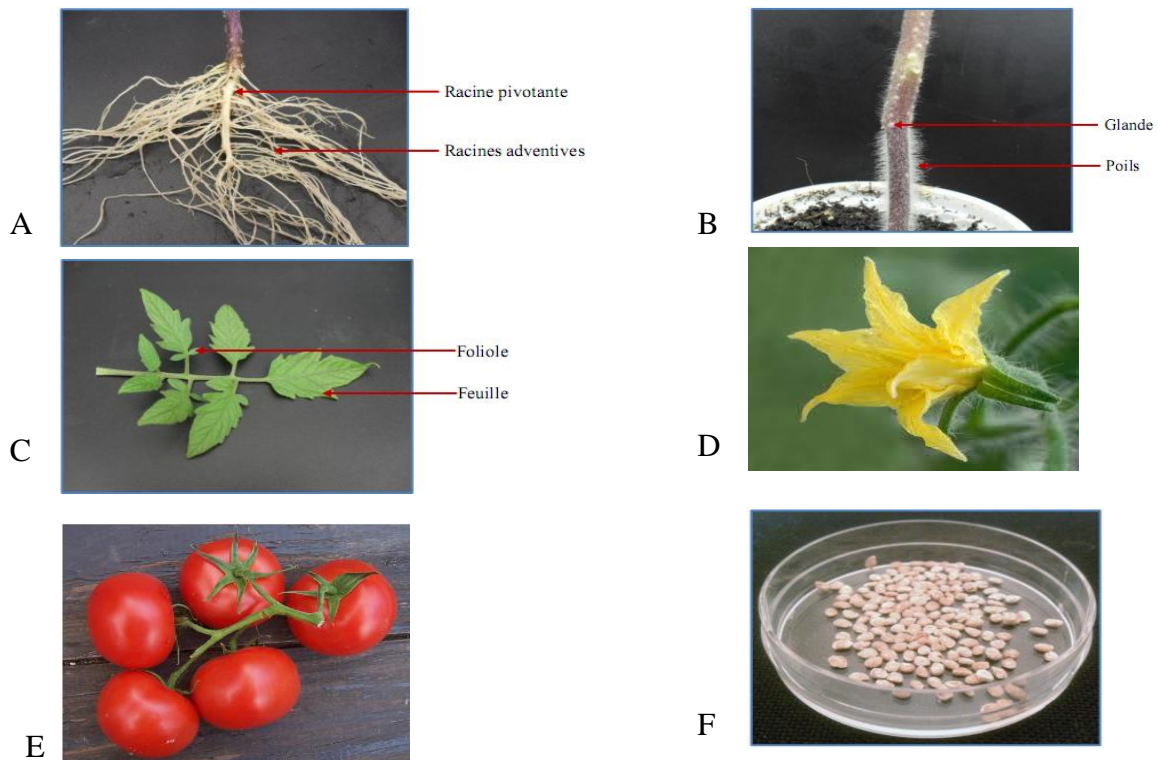 Racine pivotante
Racines adventives
A
Glande
Poils
B
Foliole
Feuille
C
D
E
F